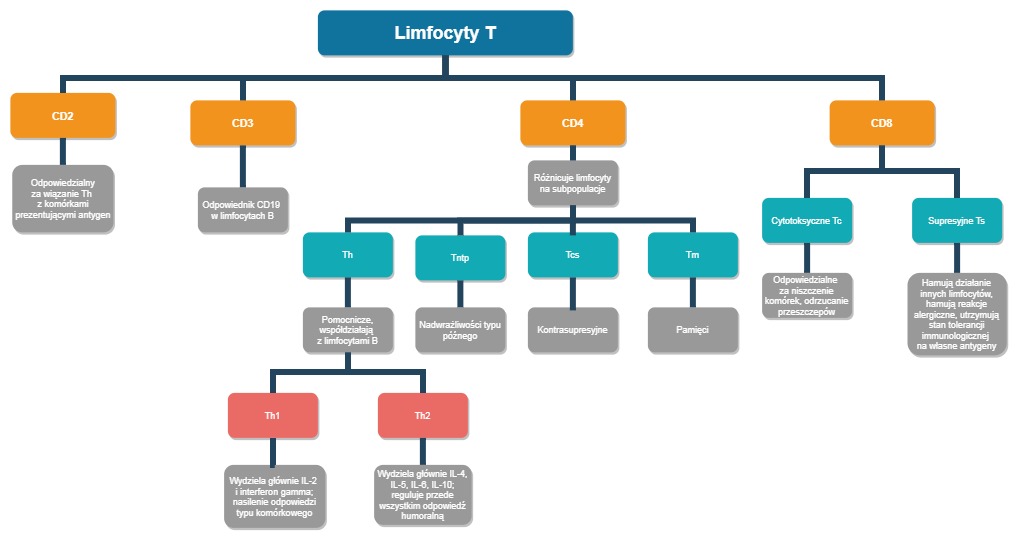 Limfocyty T
CD2
CD3
CD4
CD8
Odpowiedzialny
za wiązanie Th
z komórkami
prezentującymi antygen
Odpowiednik CD19
w limfocytach B
Różnicuje limfocyty
na subpopulacje
Cytotoksyczne Tc
Supresyjne Ts
Th
Tntp
Tcs
Tm
Odpowiedzialne
za niszczenie
komórek, odrzucanie
przeszczepów
Hamują działanie
innych limfocytów,
hamują reakcje
alergiczne, utrzymują
stan tolerancji
immunologicznej
na własne antygeny
Pomocnicze,
współdziałają
z limfocytami B
Nadwrażliwości typu
późnego
Kontrasupresyjne
Pamięci
Th1
Th2
Wydziela głównie IL-2
i interferon gamma;
nasilenie odpowiedzi
typu komórkowego
Wydziela głównie IL-4,
IL-5, IL-6, IL-10;
reguluje przede
wszystkim odpowiedź
humoralną